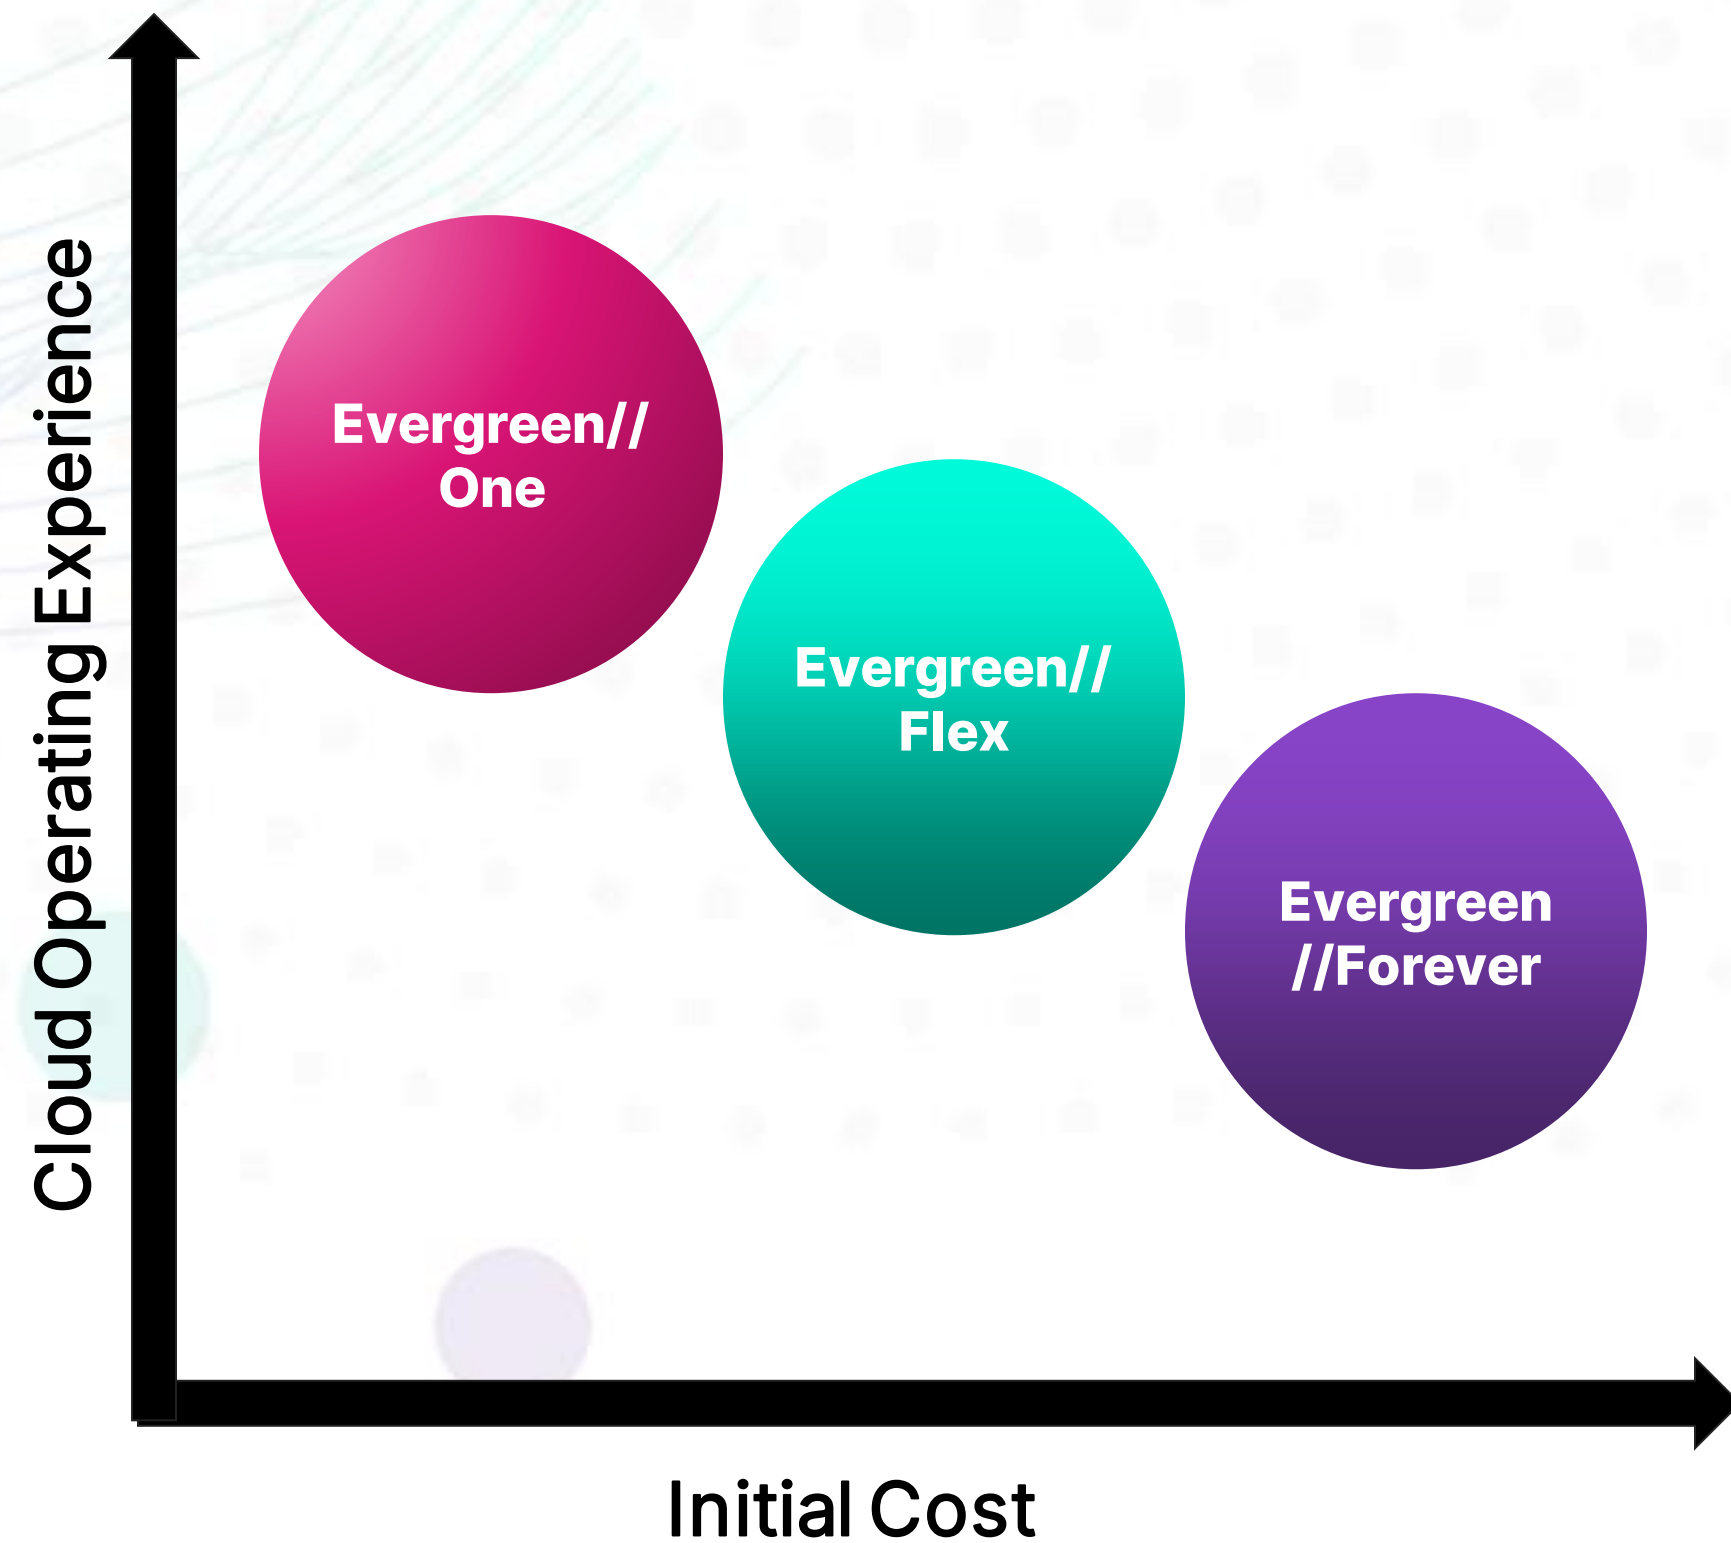 Cloud Operating Experience
Evergreen//
One
Evergreen//
Flex
Evergreen
//Forever
Initial Cost